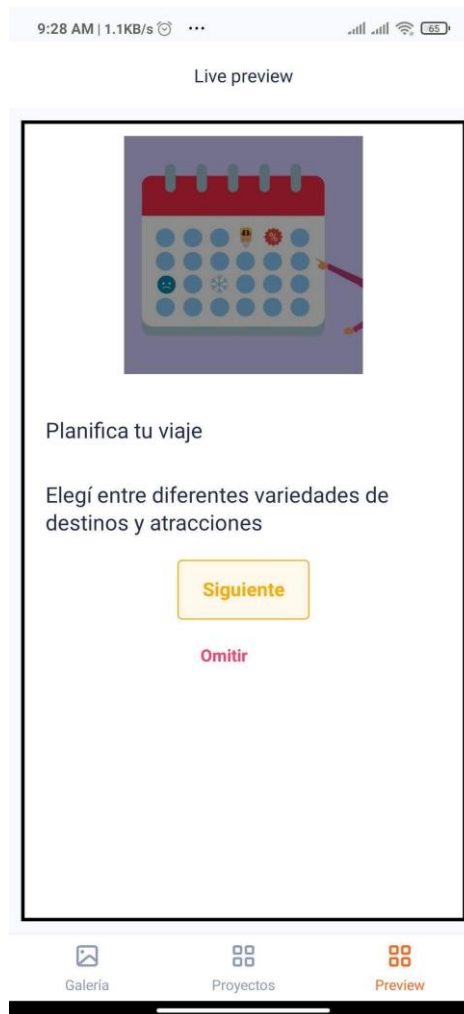 9:28 AM | 1.1KB/s
65
Live preview
Planifica tu viaje
Elegí entre diferentes variedades de
destinos y atracciones
Siguiente
Omitir
Galería Proyectos Preview